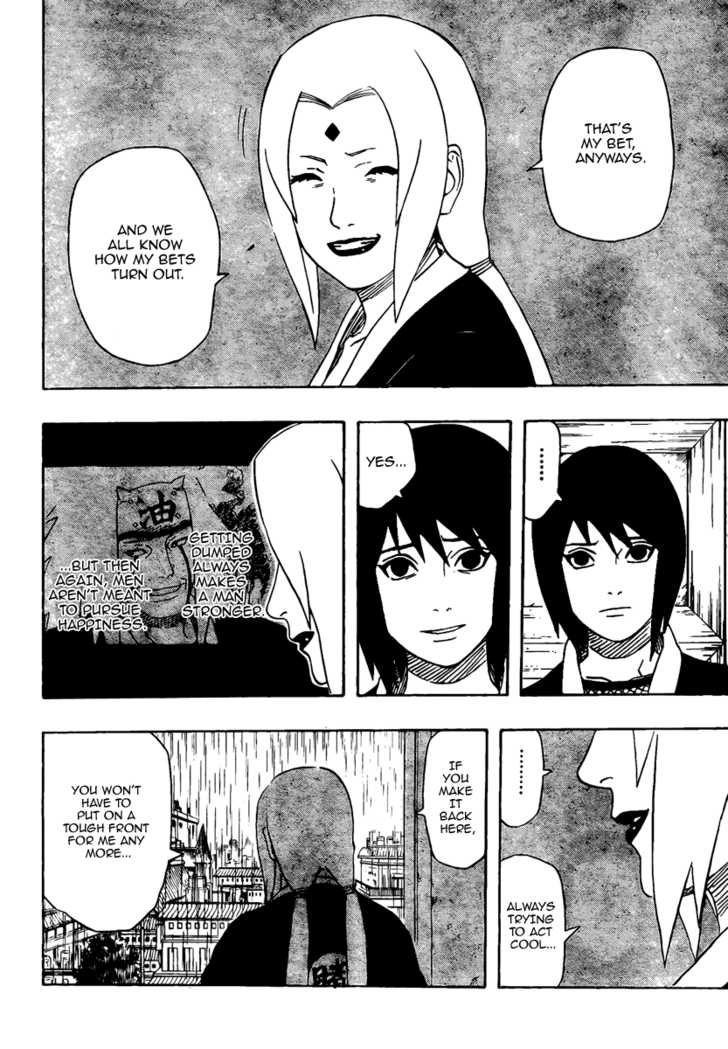 THAT'S
MY BET,
ANYWAYS.
AND WE
ALL KNOW
HOW MY BETS
TURN OUT.
........
YES...
GETTING
DUMPED
ALWAYS
MAKES
A MAN
STRONGER.
油
...BUT THEN
AGAIN, MEN
AREN'T MEANT
TO PURSUE
HAPPINESS.
........
ALWAYS
TRYING
TO ACT
COOL...
IF
YOU
MAKE
IT
BACK
HERE,
YOU WON'T
HAVE TO
PUT ON A
TOUGH FRONT
FOR ME ANY
MORE...
賭